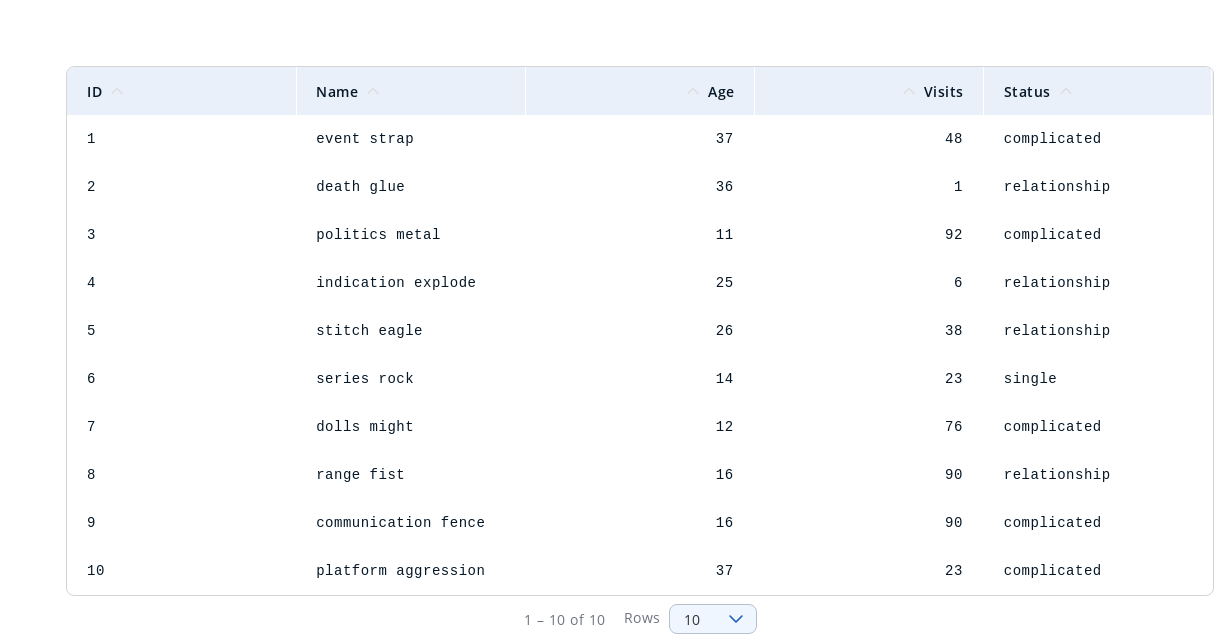 ID Name Age Visits Status
1 event strap 37 48 complicated
2 death glue 36 1 relationship
3 politics metal 11 92 complicated
4 indication explode 25 6 relationship
5 stitch eagle 26 38 relationship
6 series rock 14 23 single
7 dolls might 12 76 complicated
8 range fist 16 90 relationship
9 communication fence 16 90 complicated
10 platform aggression 37 23 complicated
1 – 10 of 10 Rows 10